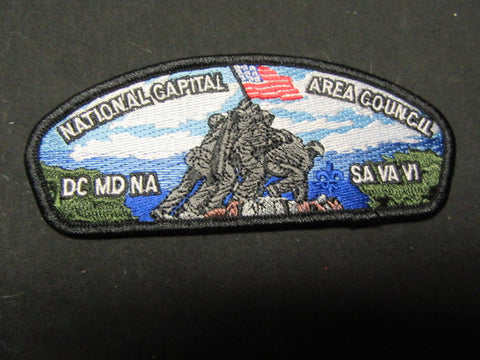 NATIONAL CAPITAL AREA COUNCIL
DC MD NA SA VA VI